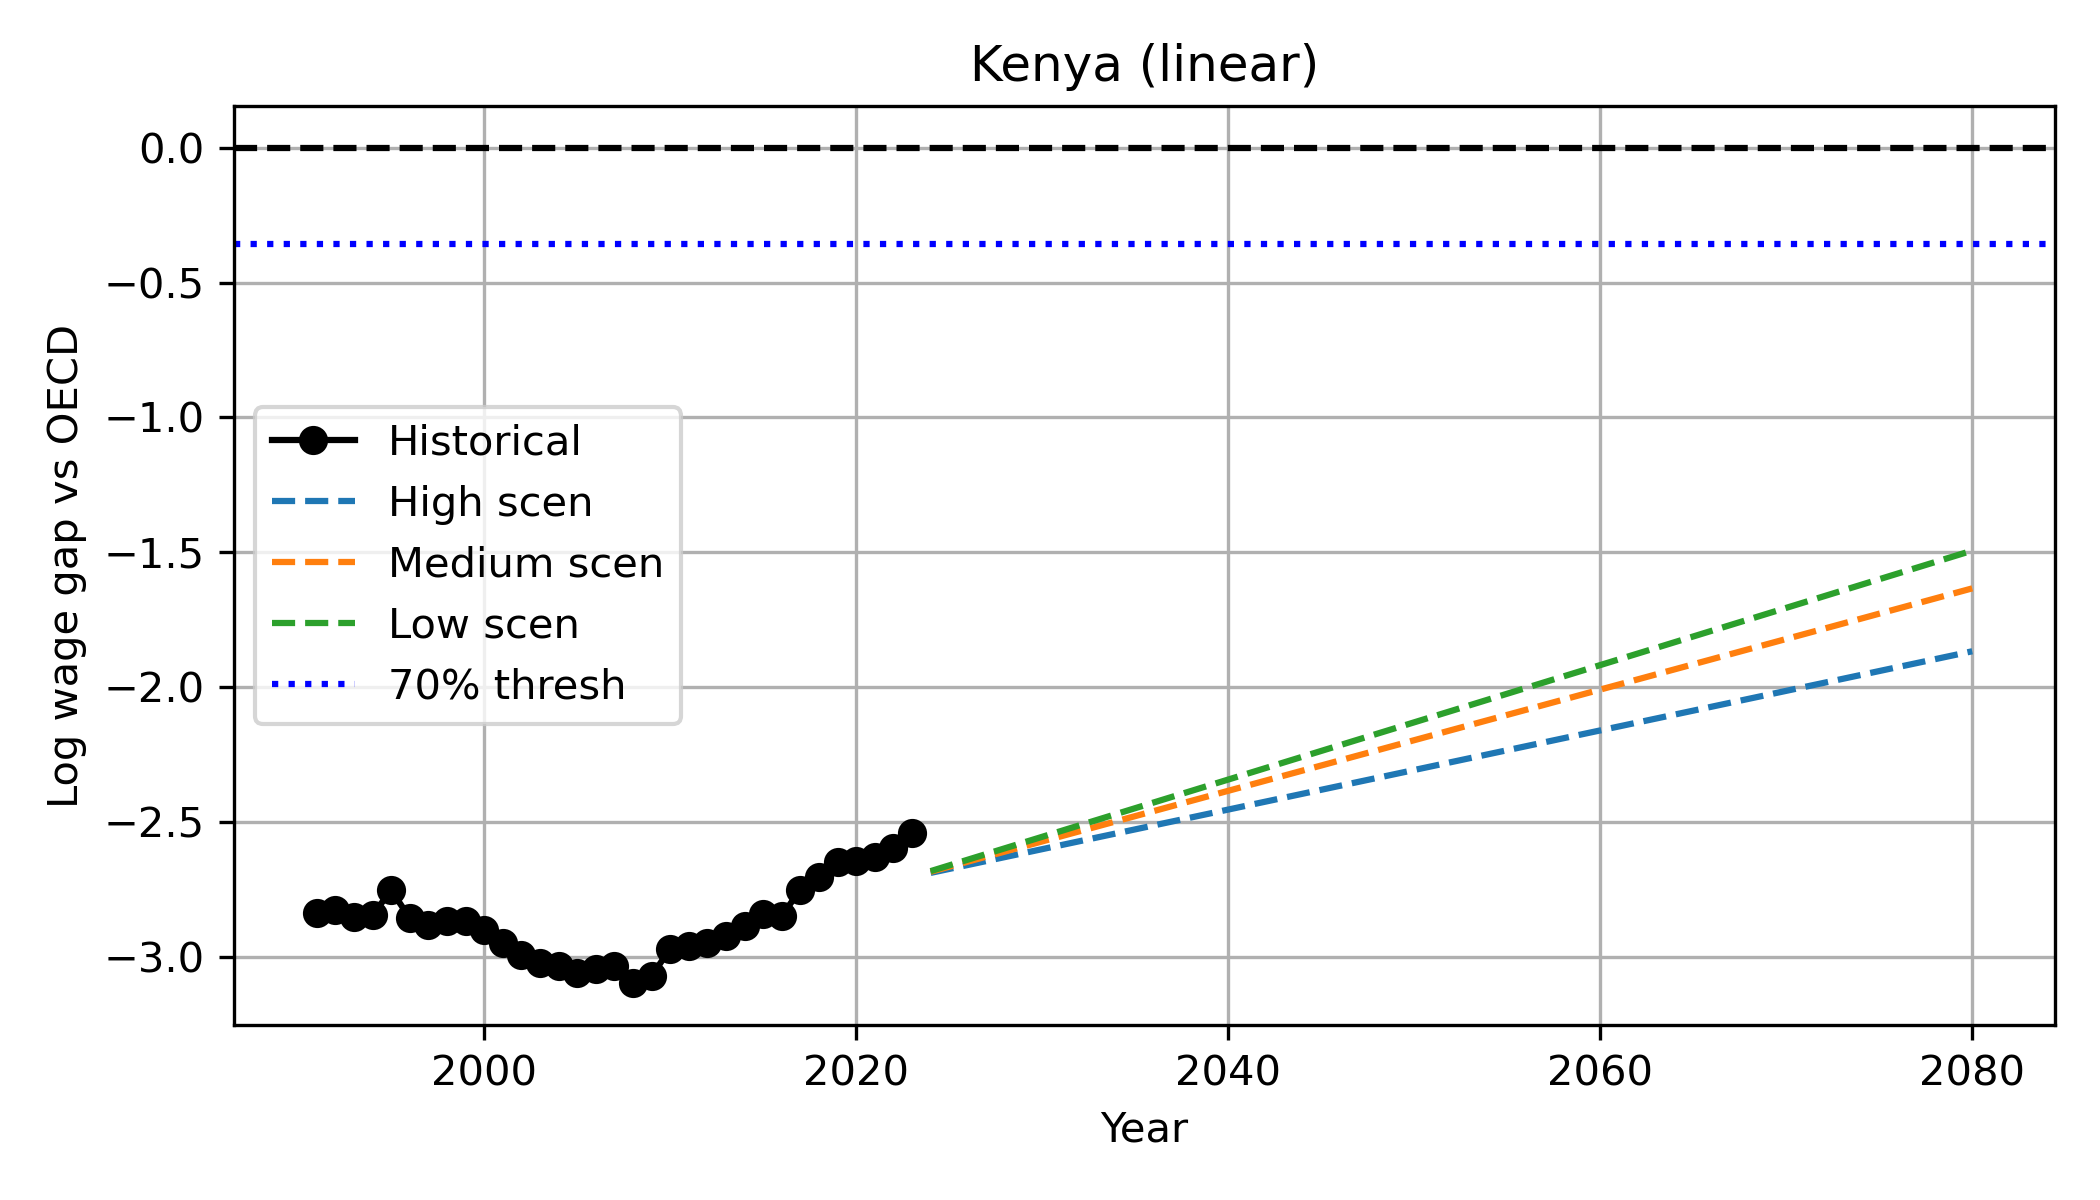 Kenya (linear)
Log wage gap vs OECD
0.0
−0.5
−1.0
−1.5
−2.0
−2.5
−3.0
Historical
High scen
Medium scen
Low scen
70% thresh
2000
2020
2040
2060
2080
Year